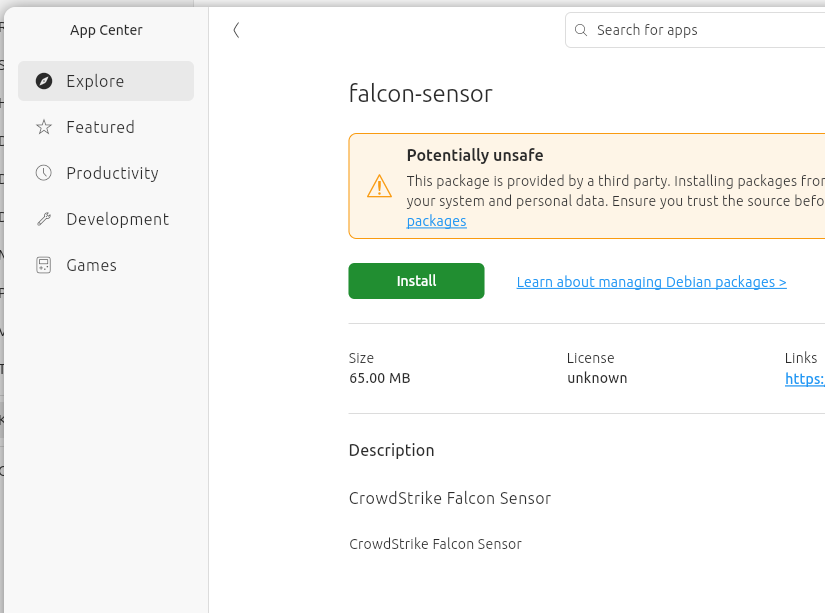 App Center
Search for apps
Explore
Featured
Productivity
Development
Games
falcon-sensor
Potentially unsafe
This package is provided by a third party. Installing packages from
your system and personal data. Ensure you trust the source befo
packages
Install
Learn about managing Debian packages >
Size
License
Links
65.00 MB
unknown
https:/
Description
CrowdStrike Falcon Sensor
CrowdStrike Falcon Sensor